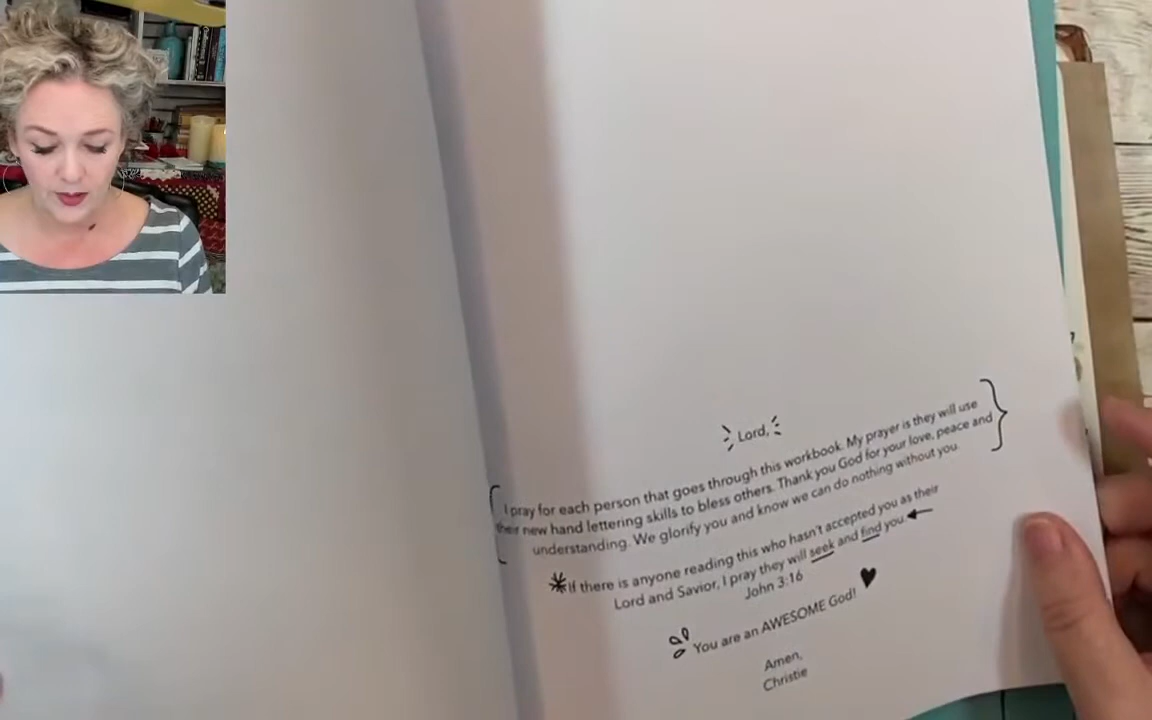 Lord,
I pray for each person that goes through this workbook. My prayer is they will use
their new hand lettering skills to bless others. Thank you God for your love, peace and
understanding. We glorify you and know we can do nothing without you.
If there is anyone reading this who hasn't accepted you as their
Lord and Savior, I pray they will seek and find you.
John 3:16
You are an AWESOME God!
Amen,
Christie